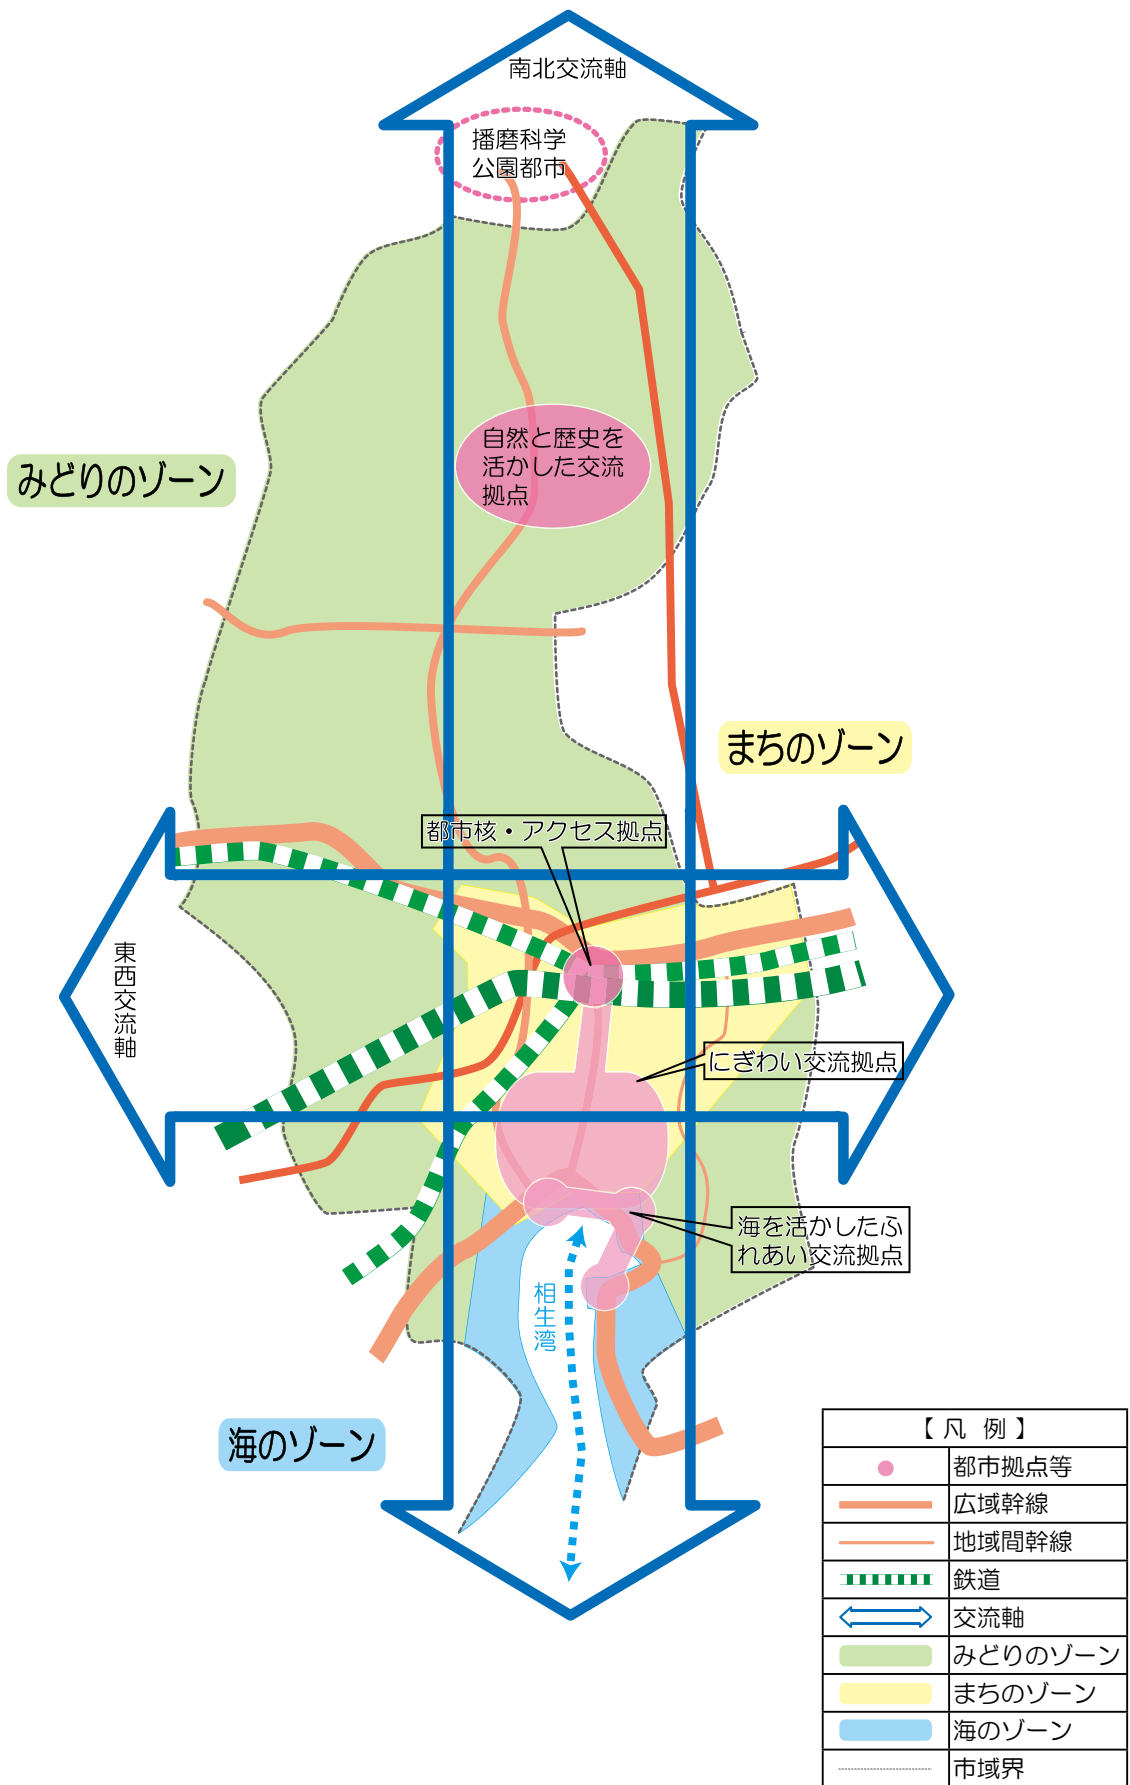 南北交流軸
播磨科学
公園都市
自然と歴史を
活かした交流
拠点
みどりのゾーン
まちのゾーン
都市核・アクセス拠点
東西交流軸
にぎわい交流拠点
海を活かしたふ
れあい交流拠点
相生湾
海のゾーン
【 凡 例 】
都市拠点等
広域幹線
地域間幹線
鉄道
交流軸
みどりのゾーン
まちのゾーン
海のゾーン
市域界